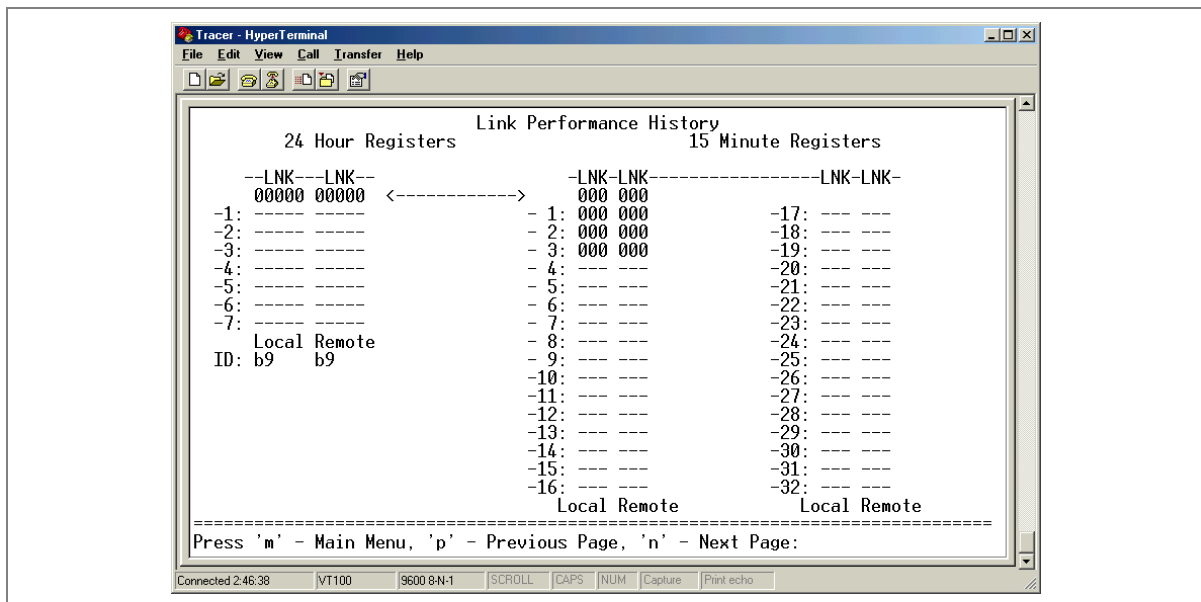 Tracer - HyperTerminal
File Edit View Call Transfer Help
Link Performance History
24 Hour Registers 15 Minute Registers
--LNK---LNK-- -LNK-LNK-----------------LNK-LNK-
00000 00000 <------------> 000 000
-1: ----- ----- - 1: 000 000 -17: --- ---
-2: ----- ----- - 2: 000 000 -18: --- ---
-3: ----- ----- - 3: 000 000 -19: --- ---
-4: ----- ----- - 4: --- --- -20: --- ---
-5: ----- ----- - 5: --- --- -21: --- ---
-6: ----- ----- - 6: --- --- -22: --- ---
-7: ----- ----- - 7: --- --- -23: --- ---
Local Remote - 8: --- --- -24: --- ---
ID: b9 b9 - 9: --- --- -25: --- ---
-10: --- --- -26: --- ---
-11: --- --- -27: --- ---
-12: --- --- -28: --- ---
-13: --- --- -29: --- ---
-14: --- --- -30: --- ---
-15: --- --- -31: --- ---
-16: --- --- -32: --- ---
Local Remote Local Remote
===============================================================================
Press 'm' - Main Menu, 'p' - Previous Page, 'n' - Next Page:
Connected 2:46:38 VT100 9600 8-N-1 SCROLL CAPS NUM Capture Print echo